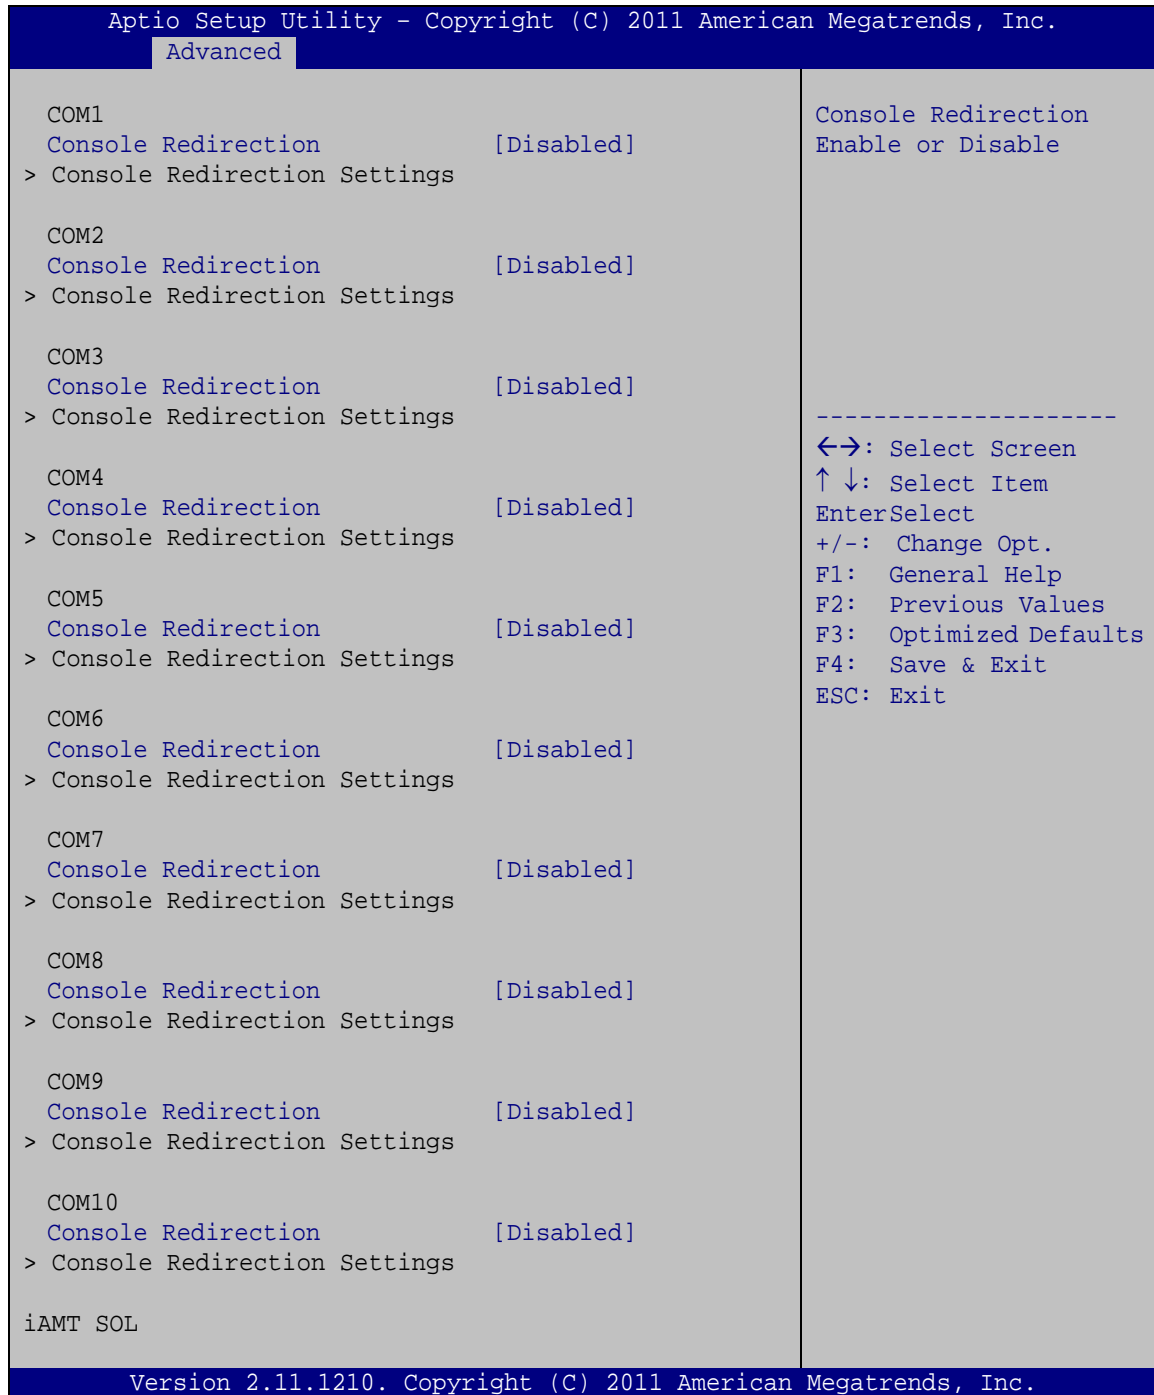 Aptio Setup Utility – Copyright (C) 2011 American Megatrends, Inc.
Advanced
COM1
Console Redirection [Disabled]
> Console Redirection Settings
COM2
Console Redirection [Disabled]
> Console Redirection Settings
COM3
Console Redirection [Disabled]
> Console Redirection Settings
COM4
Console Redirection [Disabled]
> Console Redirection Settings
COM5
Console Redirection [Disabled]
> Console Redirection Settings
COM6
Console Redirection [Disabled]
> Console Redirection Settings
COM7
Console Redirection [Disabled]
> Console Redirection Settings
COM8
Console Redirection [Disabled]
> Console Redirection Settings
COM9
Console Redirection [Disabled]
> Console Redirection Settings
COM10
Console Redirection [Disabled]
> Console Redirection Settings
iAMT SOL
Console Redirection
Enable or Disable
---------------------
←→: Select Screen
↑ ↓: Select Item
EnterSelect
+/-: Change Opt.
F1: General Help
F2: Previous Values
F3: Optimized Defaults
F4: Save & Exit
ESC: Exit
Version 2.11.1210. Copyright (C) 2011 American Megatrends, Inc.